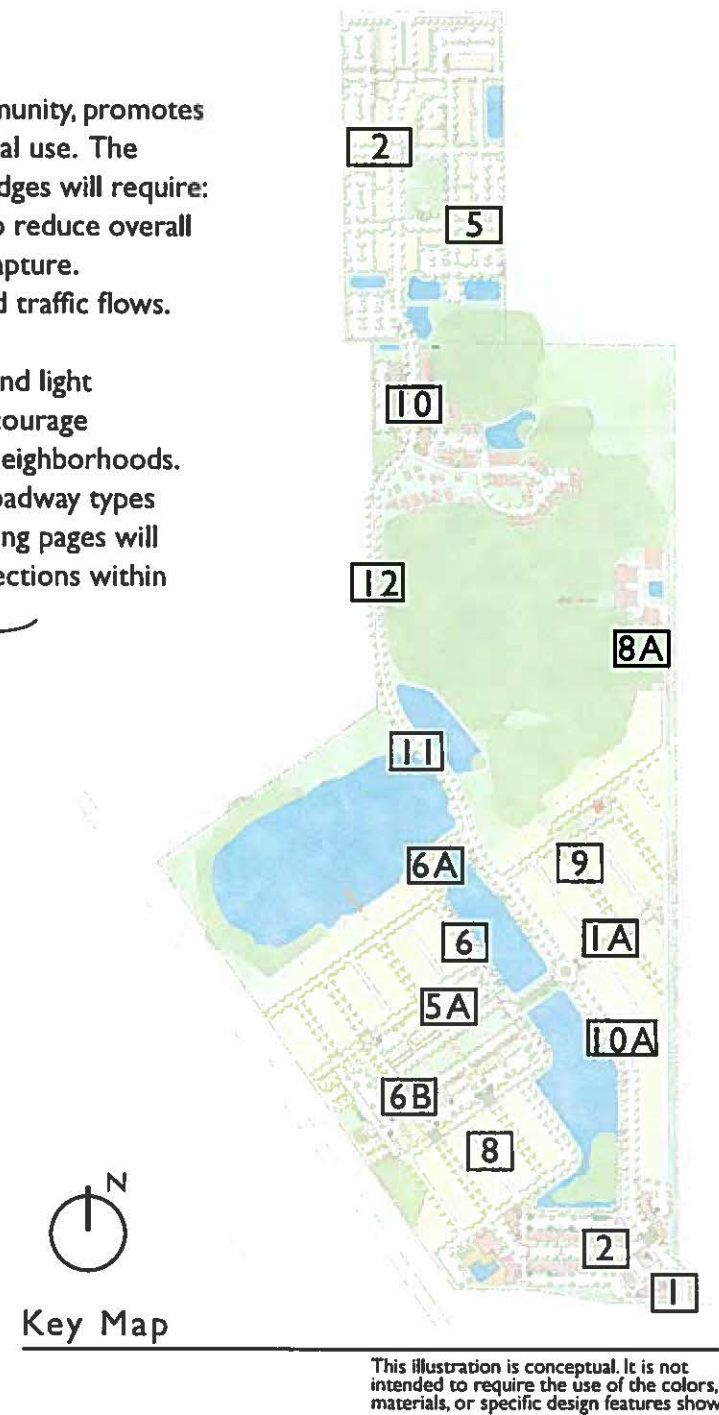 munity, promotes
al use. The
dges will require:
o reduce overall
apture.
d traffic flows.
nd light
courage
neighborhoods.
oadway types
ng pages will
ections within
2
5
10
12
8A
11
6A
9
6
1A
5A
10A
6B
8
2
1
N
Key Map
This illustration is conceptual. It is not
intended to require the use of the colors,
materials, or specific design features show